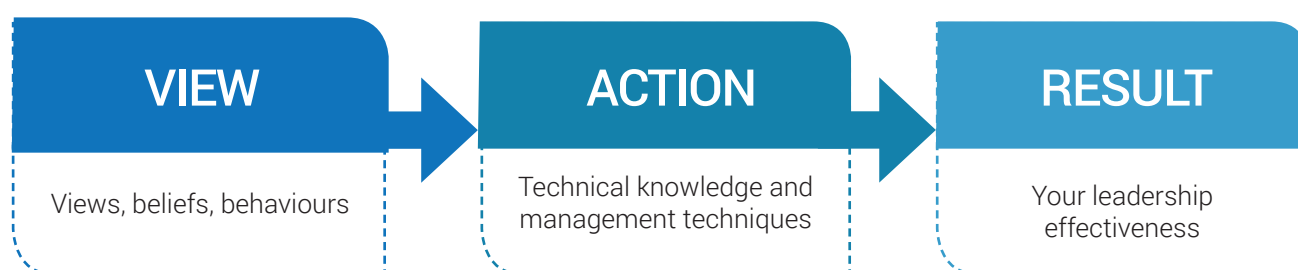 VIEW
Views, beliefs, behaviours
ACTION
Technical knowledge and
management techniques
RESULT
Your leadership
effectiveness